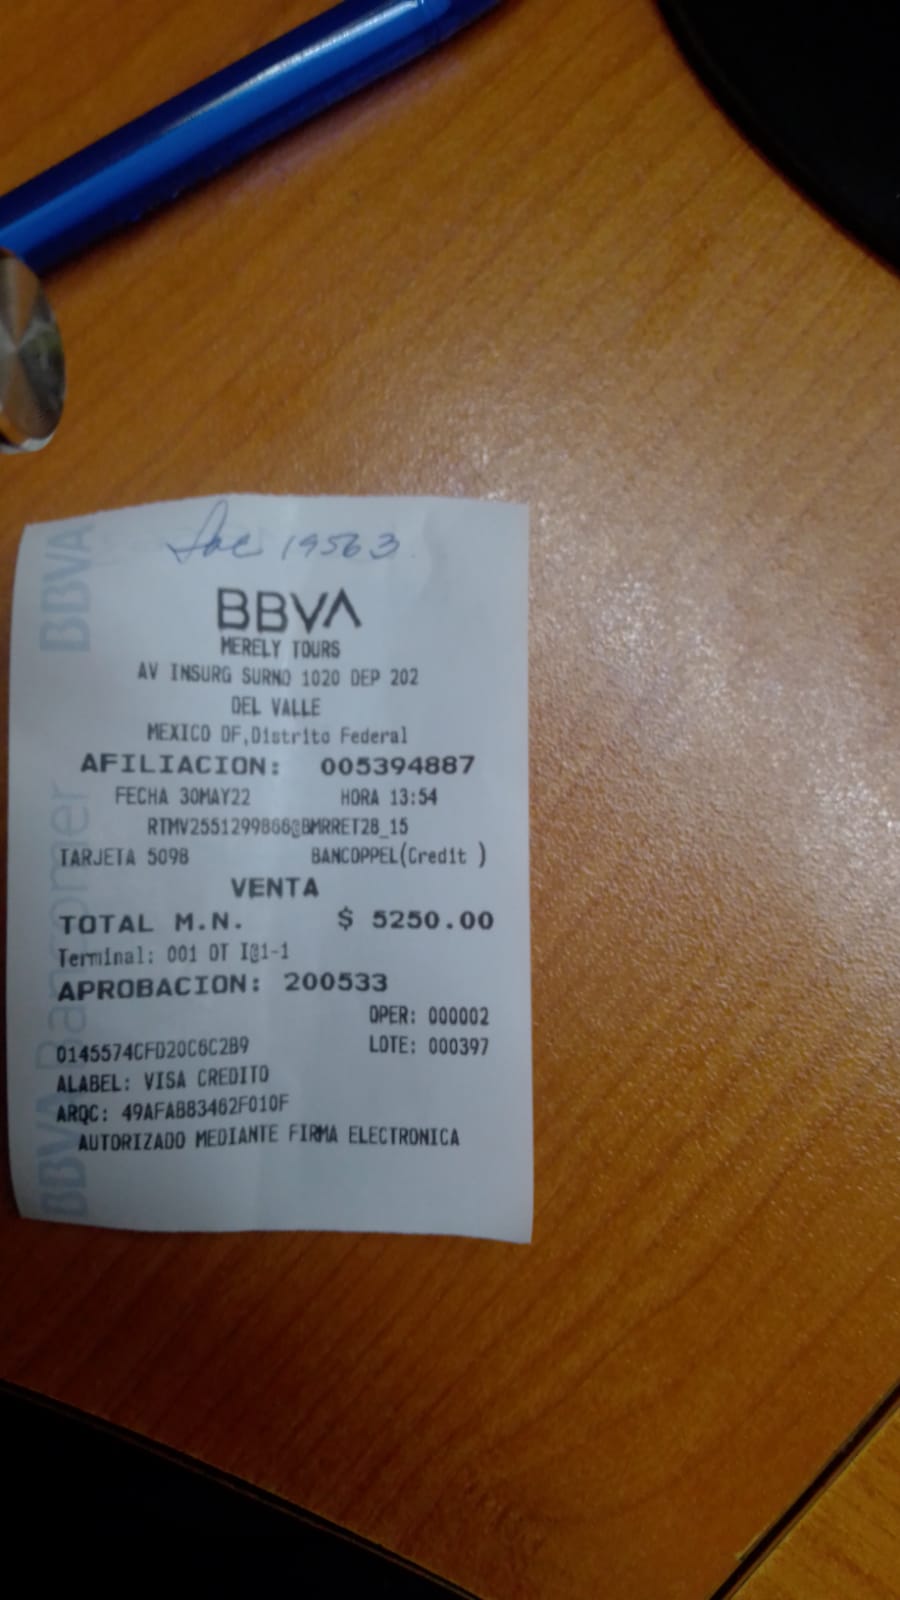 19563
BBVA
MERELY TOURS
AV INSURG SURNO 1020 DEP 202
DEL VALLE
MEXICO DF,Distrito Federal
AFILIACION: 005394887
FECHA 30MAY22 HORA 13:54
RTMV2551299866@BMRRET28_15
TARJETA 5098 BANCOPPEL(Credit )
VENTA
TOTAL M.N. $ 5250.00
Terminal: 001 OT I@1-1
APROBACION: 200533
OPER: 000002
0145574CFD20C6C2B9 LOTE: 000397
ALABEL: VISA CREDITO
ARQC: 49AFAB83462F010F
AUTORIZADO MEDIANTE FIRMA ELECTRONICA
BBVA
BBVA Bancomer